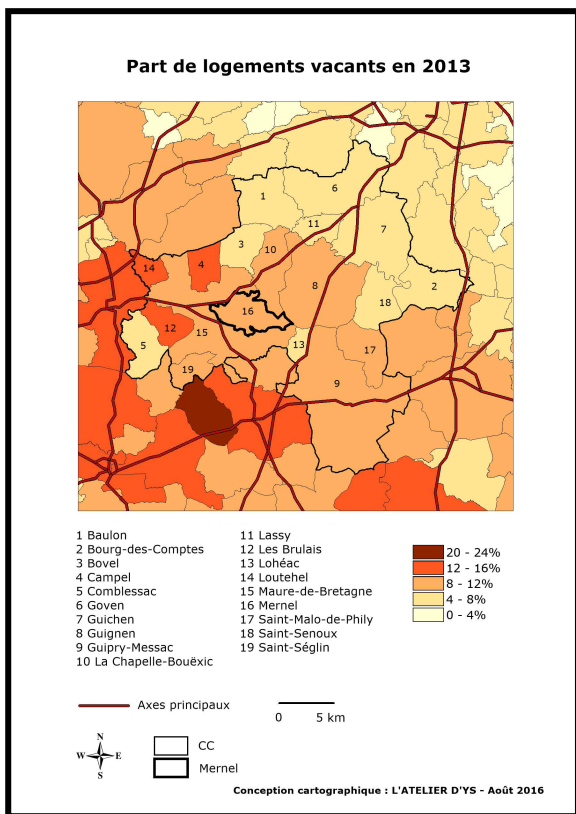 Part de logements vacants en 2013
1
6
11
7
3
10
4
14
8
2
18
16
12
15
5
13
17
19
9
1 Baulon
2 Bourg-des-Comptes
3 Bovel
4 Campel
5 Comblessac
6 Goven
7 Guichen
8 Guignen
9 Guipry-Messac
10 La Chapelle-Bouëxic
11 Lassy
12 Les Brulais
13 Lohéac
14 Loutehel
15 Maure-de-Bretagne
16 Mernel
17 Saint-Malo-de-Phily
18 Saint-Senoux
19 Saint-Séglin
20 - 24%
12 - 16%
8 - 12%
4 - 8%
0 - 4%
Axes principaux
0 5 km
N
W E
S
CC
Mernel
Conception cartographique : L'ATELIER D'YS - Août 2016